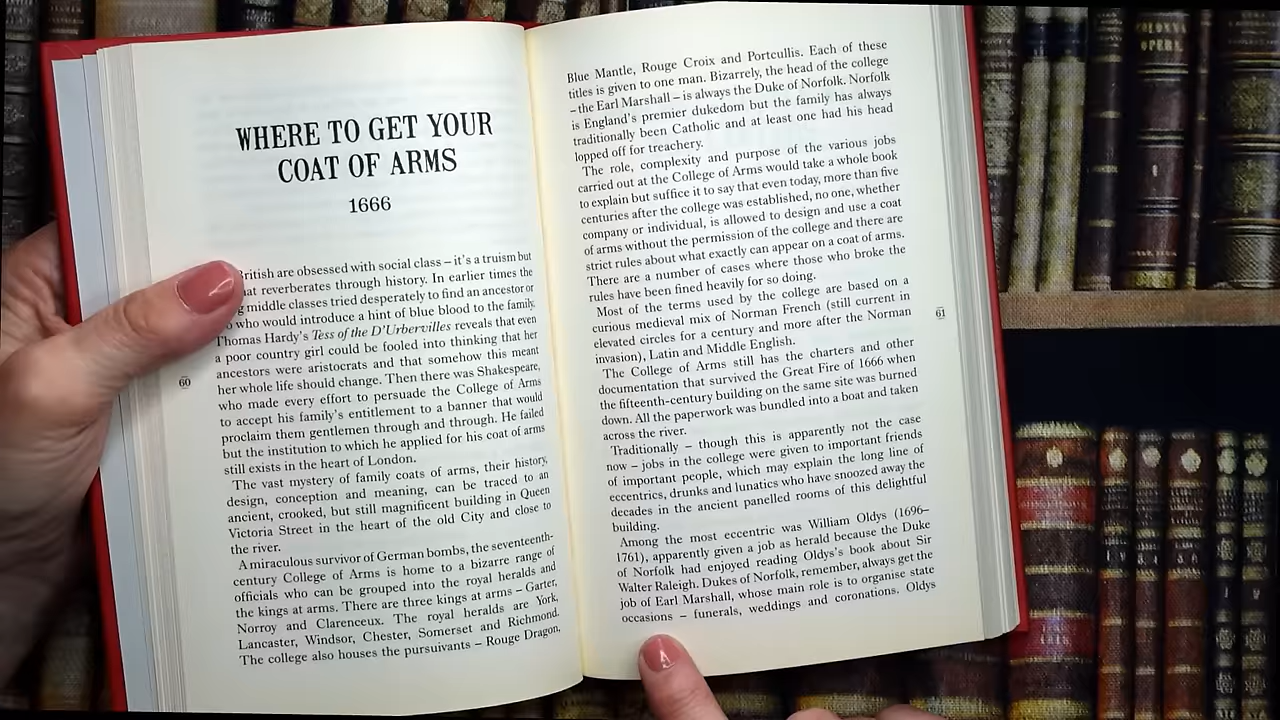 WHERE TO GET YOUR
COAT OF ARMS
1666
British are obsessed with social class – it's a truism but
reverberates through history. In earlier times the
middle classes tried desperately to find an ancestor or
who would introduce a hint of blue blood to the family.
Thomas Hardy's Tess of the D'Urbervilles reveals that even
a poor country girl could be fooled into thinking that her
ancestors were aristocrats and that somehow this meant
her whole life should change. Then there was Shakespeare,
who made every effort to persuade the College of Arms
to accept his family's entitlement to a banner that would
proclaim them gentlemen through and through. He failed
but the institution to which he applied for his coat of arms
still exists in the heart of London.
The vast mystery of family coats of arms, their history,
design, conception and meaning, can be traced to an
ancient, crooked, but still magnificent building in Queen
Victoria Street in the heart of the old City and close to
the river.
A miraculous survivor of German bombs, the seventeenth-
century College of Arms is home to a bizarre range of
officials who can be grouped into the royal heralds and
the kings at arms. There are three kings at arms – Garter,
Norroy and Clarenceux. The royal heralds are York,
Lancaster, Windsor, Chester, Somerset and Richmond.
The college also houses the pursuivants – Rouge Dragon,
60
Blue Mantle, Rouge Croix and Portcullis. Each of these
titles is given to one man. Bizarrely, the head of the college
– the Earl Marshall – is always the Duke of Norfolk. Norfolk
is England's premier dukedom but the family has always
traditionally been Catholic and at least one had his head
lopped off for treachery.
The role, complexity and purpose of the various jobs
carried out at the College of Arms would take a whole book
to explain but suffice it to say that even today, more than five
centuries after the college was established, no one, whether
company or individual, is allowed to design and use a coat
of arms without the permission of the college and there are
strict rules about what exactly can appear on a coat of arms.
There are a number of cases where those who broke the
rules have been fined heavily for so doing.
Most of the terms used by the college are based on a
curious medieval mix of Norman French (still current in
elevated circles for a century and more after the Norman
invasion), Latin and Middle English.
The College of Arms still has the charters and other
documentation that survived the Great Fire of 1666 when
the fifteenth-century building on the same site was burned
down. All the paperwork was bundled into a boat and taken
across the river.
Traditionally – though this is apparently not the case
now – jobs in the college were given to important friends
of important people, which may explain the long line of
eccentrics, drunks and lunatics who have snoozed away the
decades in the ancient panelled rooms of this delightful
building.
Among the most eccentric was William Oldys (1696–
1761), apparently given a job as herald because the Duke
of Norfolk had enjoyed reading Oldys's book about Sir
Walter Raleigh. Dukes of Norfolk, remember, always get the
job of Earl Marshall, whose main role is to organise state
occasions – funerals, weddings and coronations. Oldys
61
COLONNA
OPERA.